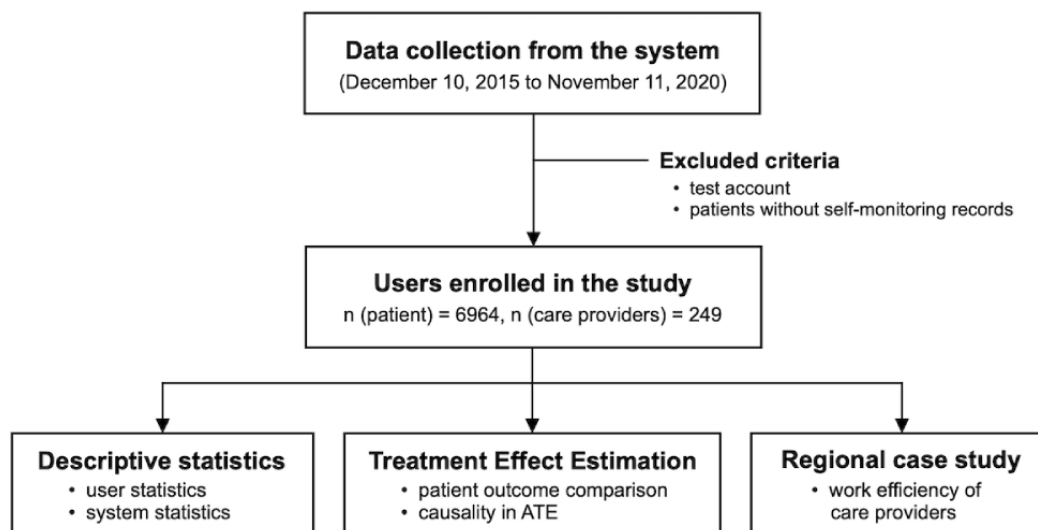 Data collection from the system
(December 10, 2015 to November 11, 2020)
Excluded criteria
• test account
• patients without self-monitoring records
Users enrolled in the study
n (patient) = 6964, n (care providers) = 249
Descriptive statistics
• user statistics
• system statistics
Treatment Effect Estimation
• patient outcome comparison
• causality in ATE
Regional case study
• work efficiency of
care providers